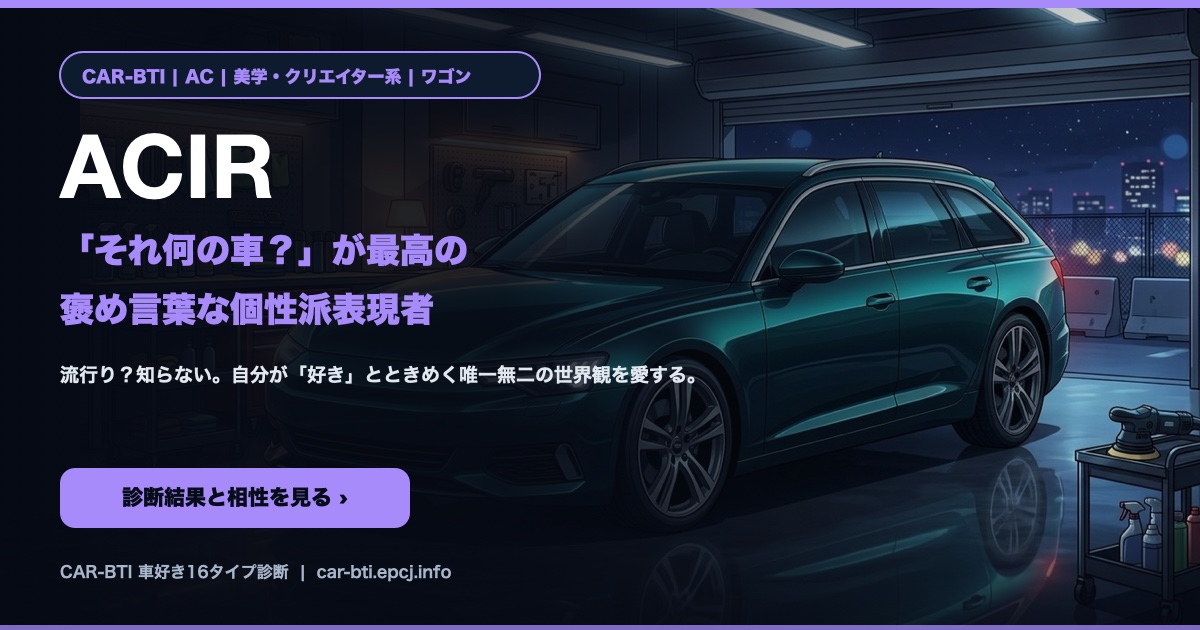 CAR-BTI | AC | 美学・クリエイター系 | ワゴン
ACIR
「それ何の車？」が最高の
褒め言葉な個性派表現者
流行り？知らない。自分が「好き」とときめく唯一無二の世界観を愛する。
診断結果と相性を見る ›
CAR-BTI 車好き16タイプ診断 | car-bti.epcj.info